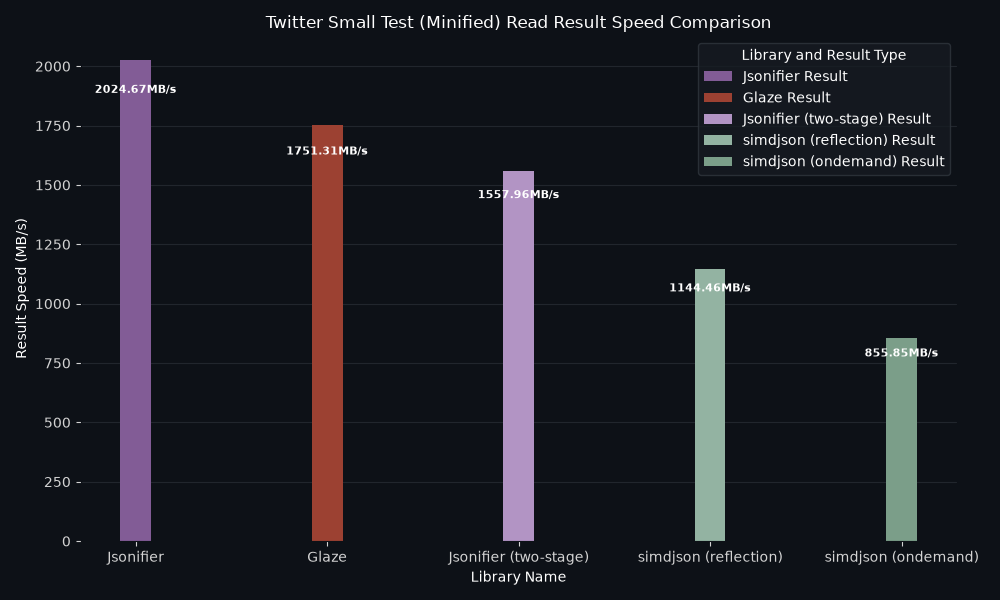 Twitter Small Test (Minified) Read Result Speed Comparison
Library and Result Type
Jsonifier Result
Glaze Result
Jsonifier (two-stage) Result
simdjson (reflection) Result
simdjson (ondemand) Result
Result Speed (MB/s)
2000
1750
1500
1250
1000
750
500
250
0
2024.67MB/s
1751.31MB/s
1557.96MB/s
1144.46MB/s
855.85MB/s
Jsonifier
Glaze
Jsonifier (two-stage)
simdjson (reflection)
simdjson (ondemand)
Library Name